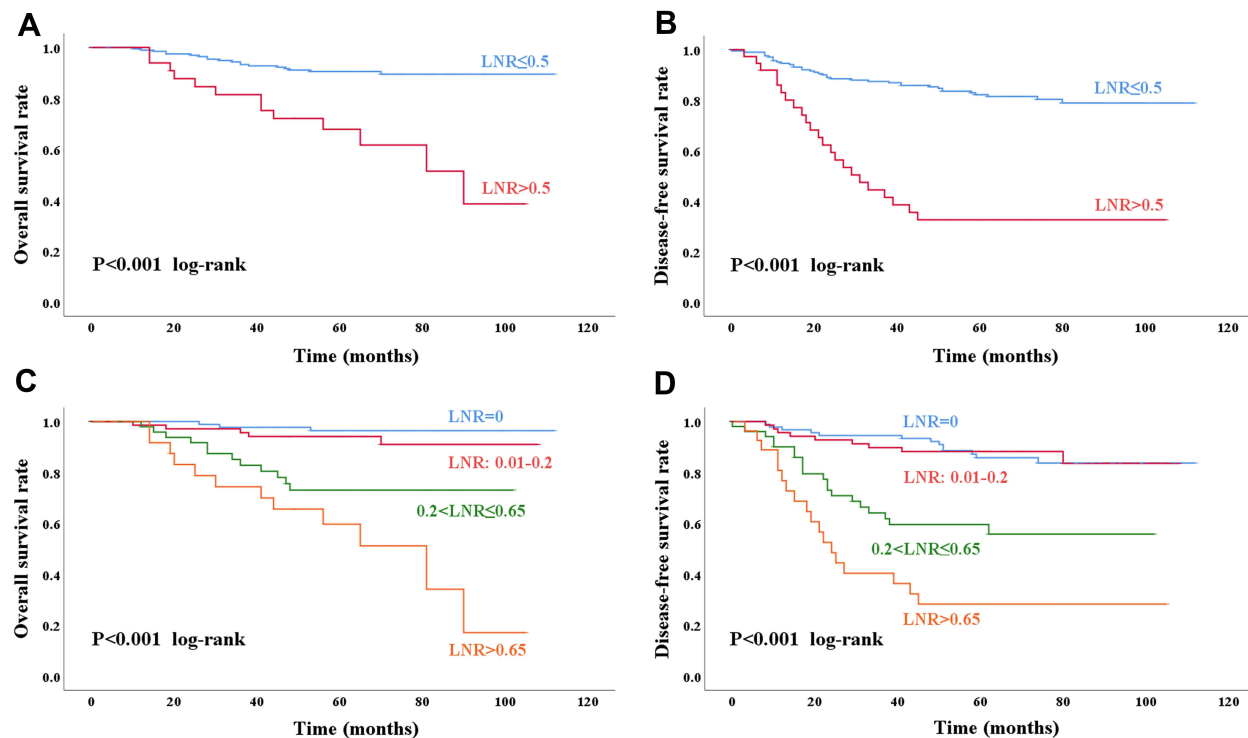 A
Overall survival rate
1.0
0.8
0.6
0.4
0.2
0.0
LNR≤0.5
LNR>0.5
P<0.001 log-rank
0 20 40 60 80 100 120
Time (months)
B
Disease-free survival rate
1.0
0.8
0.6
0.4
0.2
0.0
LNR≤0.5
LNR>0.5
P<0.001 log-rank
0 20 40 60 80 100 120
Time (months)
C
Overall survival rate
1.0
0.8
0.6
0.4
0.2
0.0
LNR=0
LNR: 0.01-0.2
0.2<LNR≤0.65
LNR>0.65
P<0.001 log-rank
0 20 40 60 80 100 120
Time (months)
D
Disease-free survival rate
1.0
0.8
0.6
0.4
0.2
0.0
LNR=0
LNR: 0.01-0.2
0.2<LNR≤0.65
LNR>0.65
P<0.001 log-rank
0 20 40 60 80 100 120
Time (months)